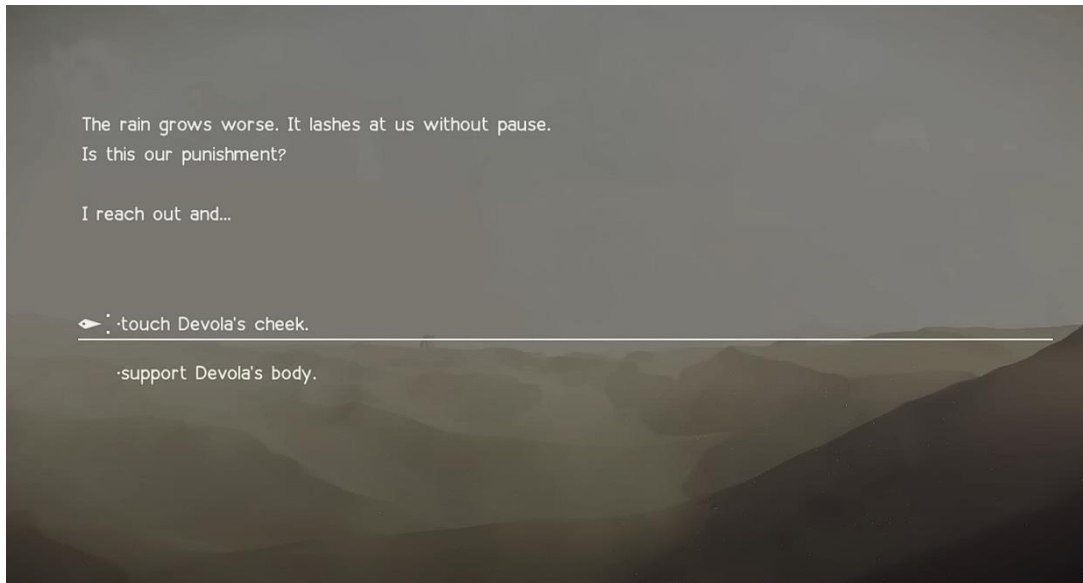 The rain grows worse. It lashes at us without pause.
Is this our punishment?
I reach out and...
·touch Devola's cheek.
·support Devola's body.